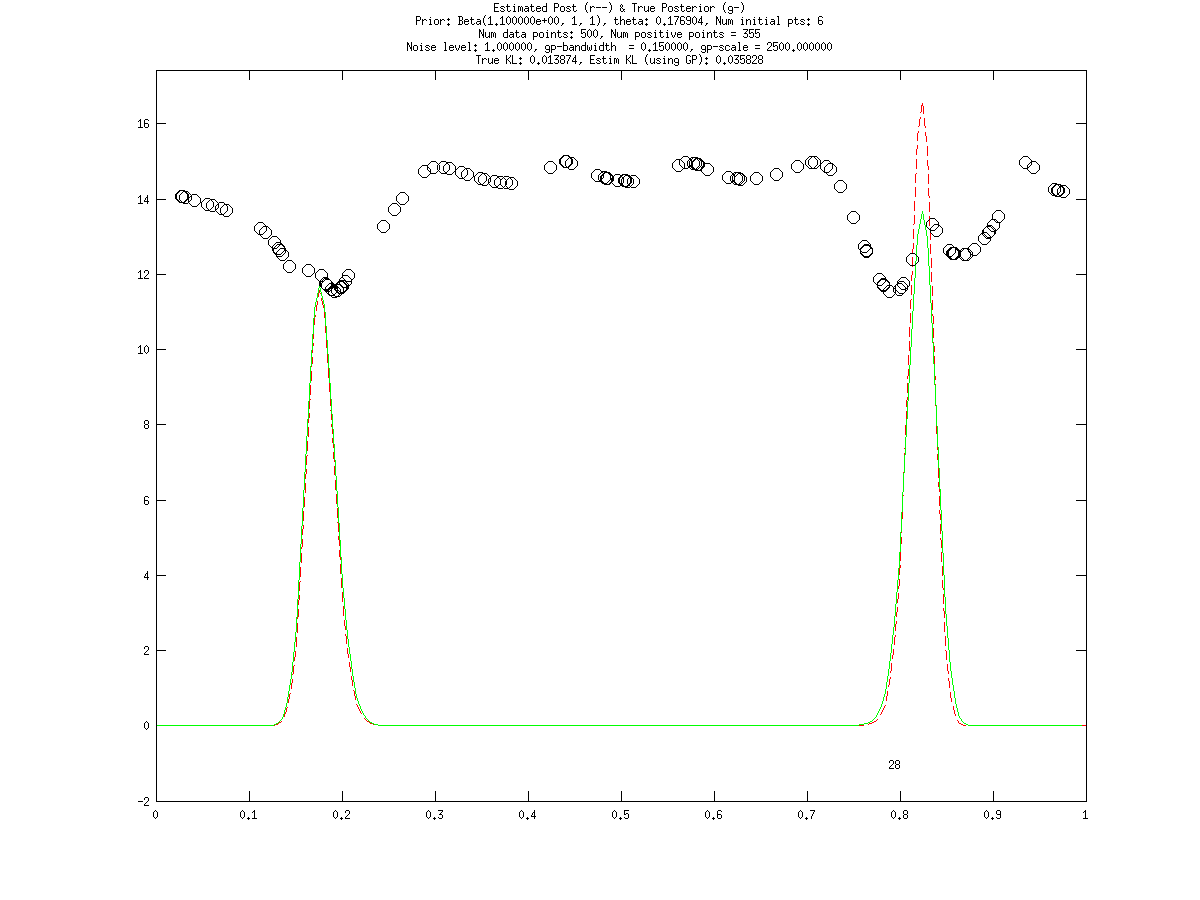 Estimated Post (r--) & True Posterior (g-)
Prior: Beta(1.100000e+00, 1, 1), theta: 0.176904, Num initial pts: 6
Num data points: 500, Num positive points = 355
Noise level: 1.000000, gp-bandwidth  = 0.150000, gp-scale = 2500.000000
True KL: 0.013874, Estim KL (using GP): 0.035828
16
14
12
10
8
6
4
2
0
28
-2
0 0.1 0.2 0.3 0.4 0.5 0.6 0.7 0.8 0.9 1